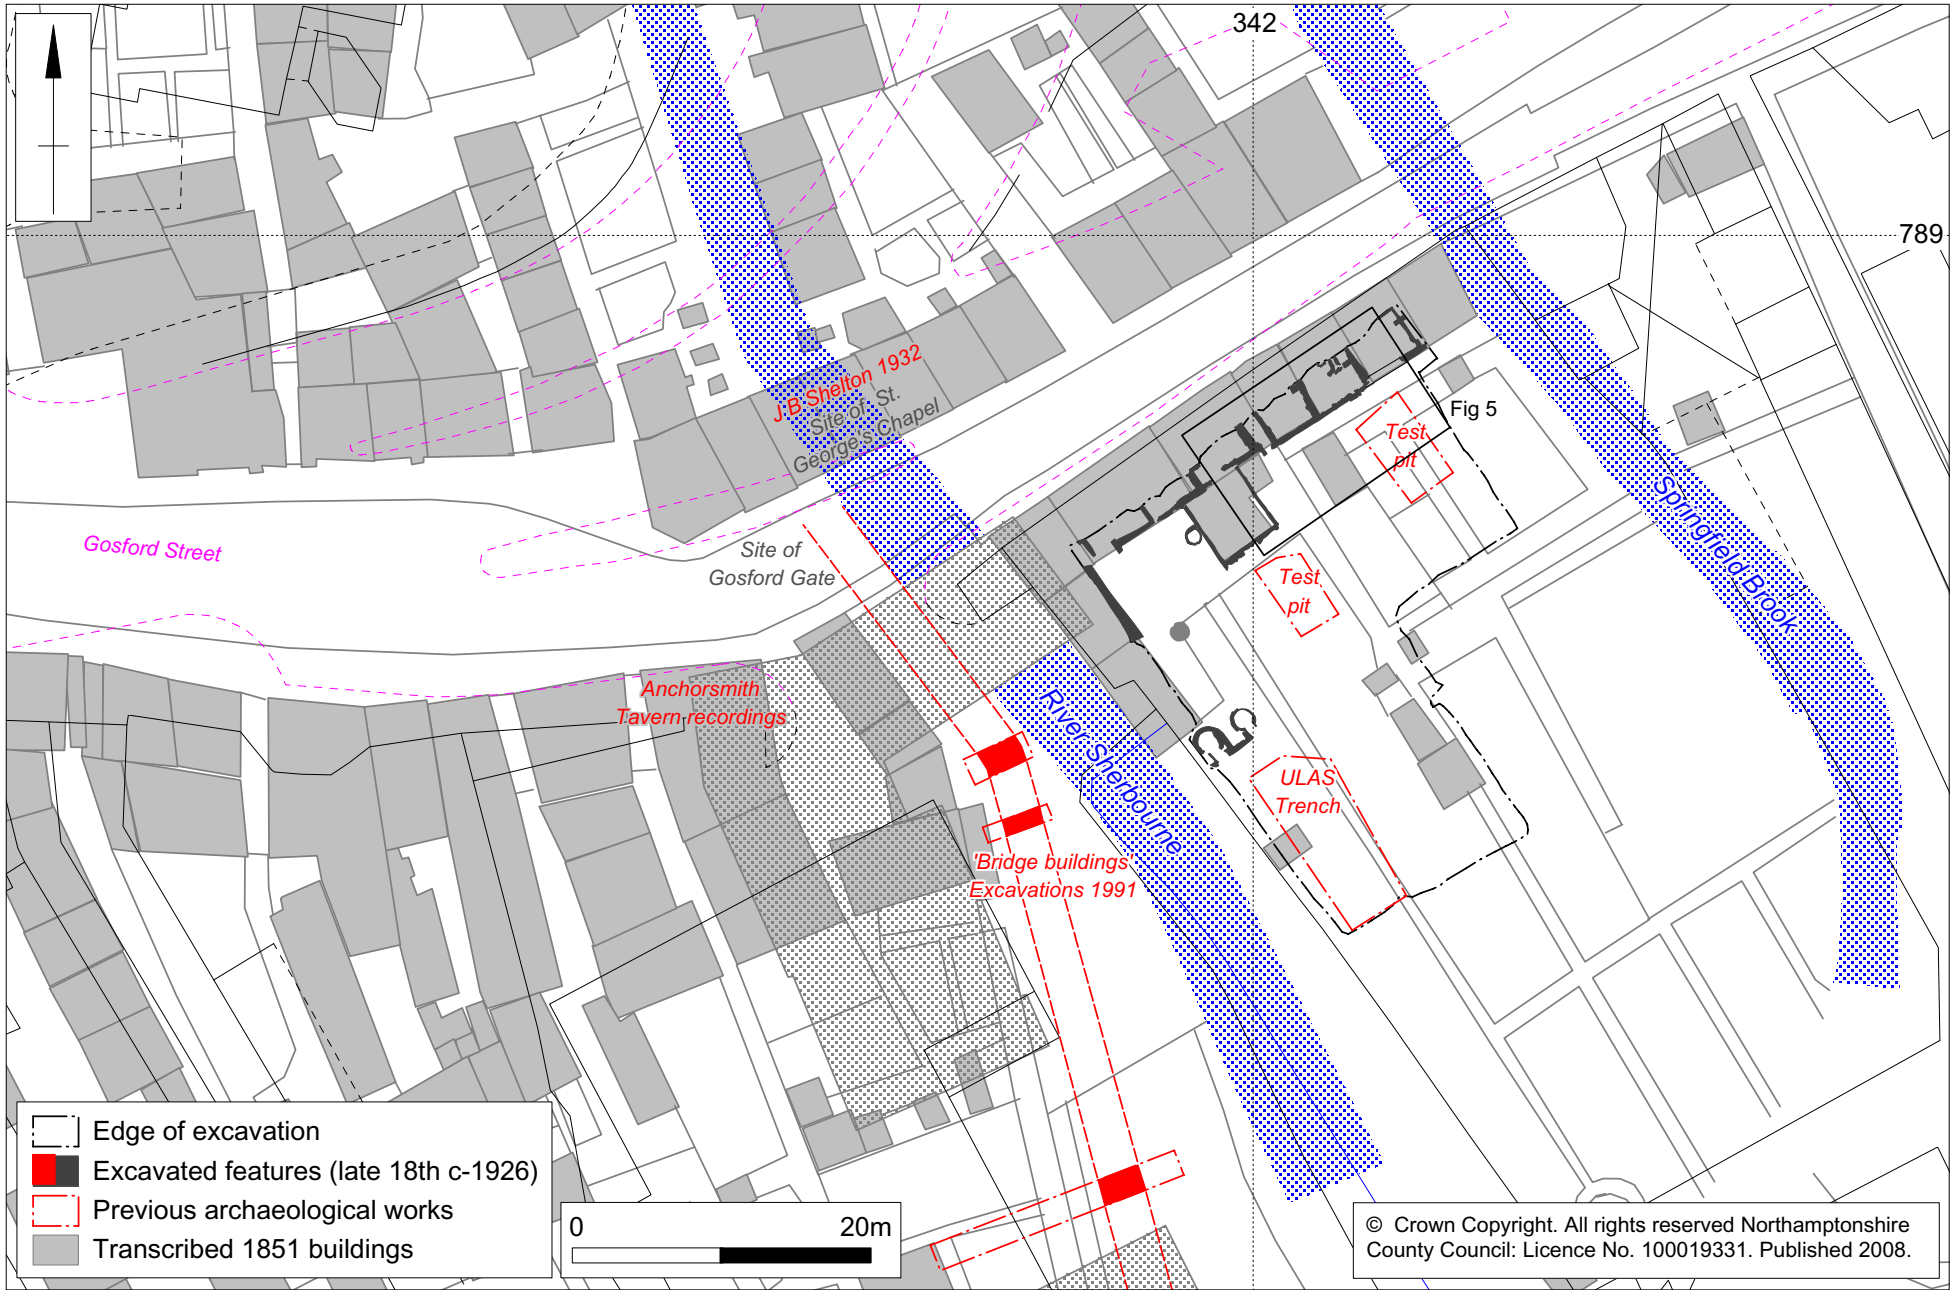 342
789
J.B.Shelton 1932
Site of St.
George's Chapel
Fig 5
Test
pit
Gosford Street
Site of
Gosford Gate
Springfield Brook
Test
pit
Anchorsmith
Tavern recordings
River Sherbourne
ULAS
Trench
'Bridge buildings'
Excavations 1991
Edge of excavation
Excavated features (late 18th c-1926)
Previous archaeological works
Transcribed 1851 buildings
0 20m
© Crown Copyright. All rights reserved Northamptonshire
County Council: Licence No. 100019331. Published 2008.